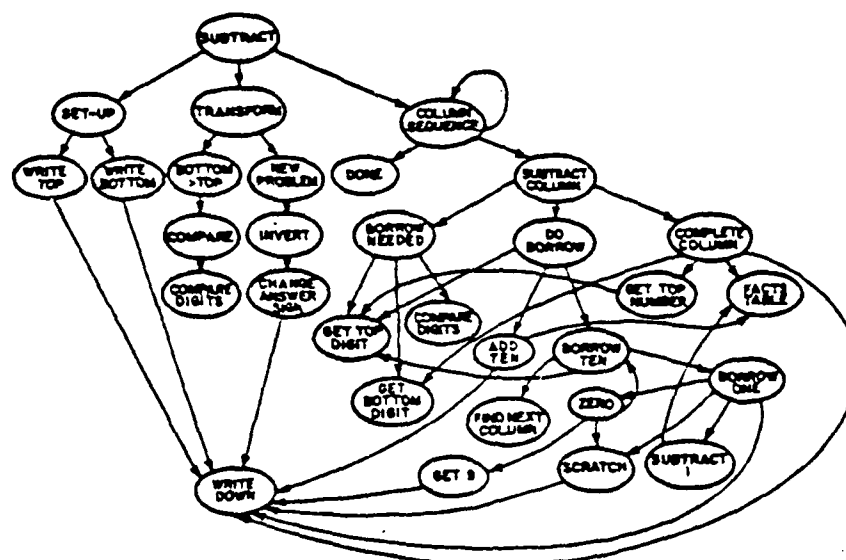 SUBTRACT
SET-UP
TRANSFORM
COLUMN
SEQUENCE
WRITE
TOP
WRITE
BOTTOM
BOTTOM
>TOP
NEW
PROBLEM
DONE
SUBTRACT
COLUMN
COMPARE
INVERT
BORROW
NEEDED
DO
BORROW
COMPLETE
COLUMN
COMPARE
DIGITS
CHANGE
ANSWER
SIGN
GET TOP
DIGIT
COMPARE
DIGITS
GET TOP
NUMBER
FACTS
TABLE
ADD
TEN
BORROW
TEN
BORROW
ONE
GET
BOTTOM
DIGIT
FIND NEXT
COLUMN
ZERO
WRITE
DOWN
GET 9
SCRATCH
SUBTRACT
1